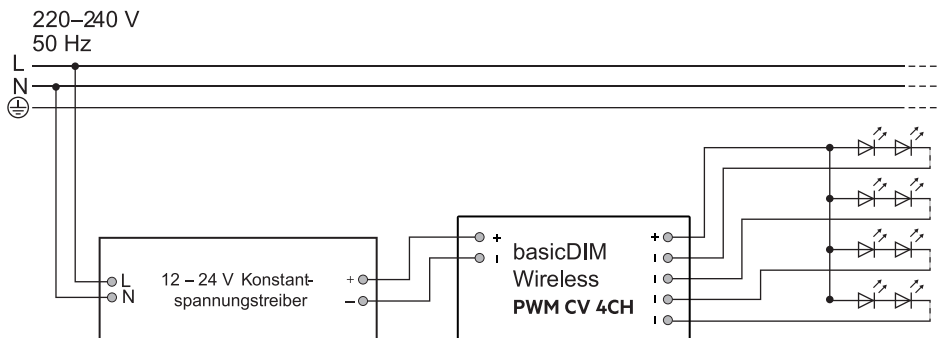 220–240 V
50 Hz
L
N
L
N
12 – 24 V Konstant-
spannungstreiber
+
–
+
–
basicDIM
Wireless
PWM CV 4CH
+
–
–
–
–